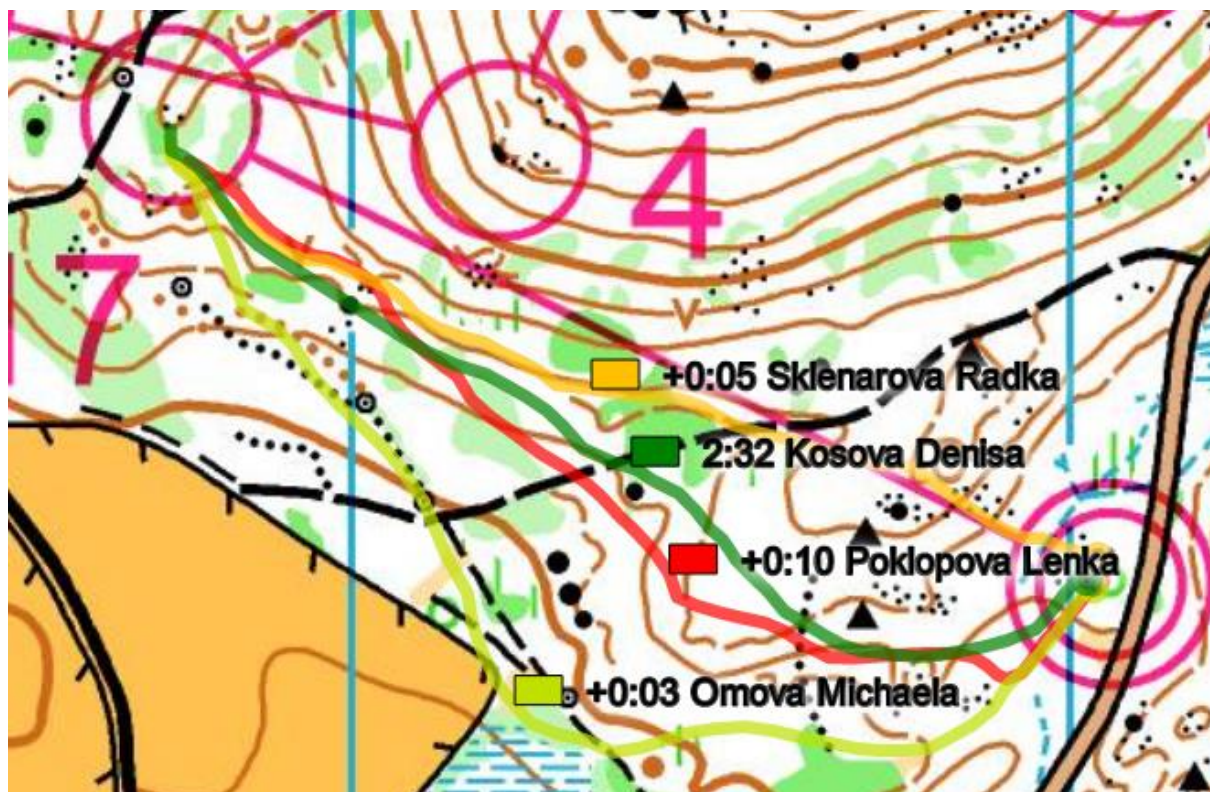 4
7
+0:05 Sklenarova Radka
2:32 Kosova Denisa
+0:10 Poklopova Lenka
+0:03 Omova Michaela